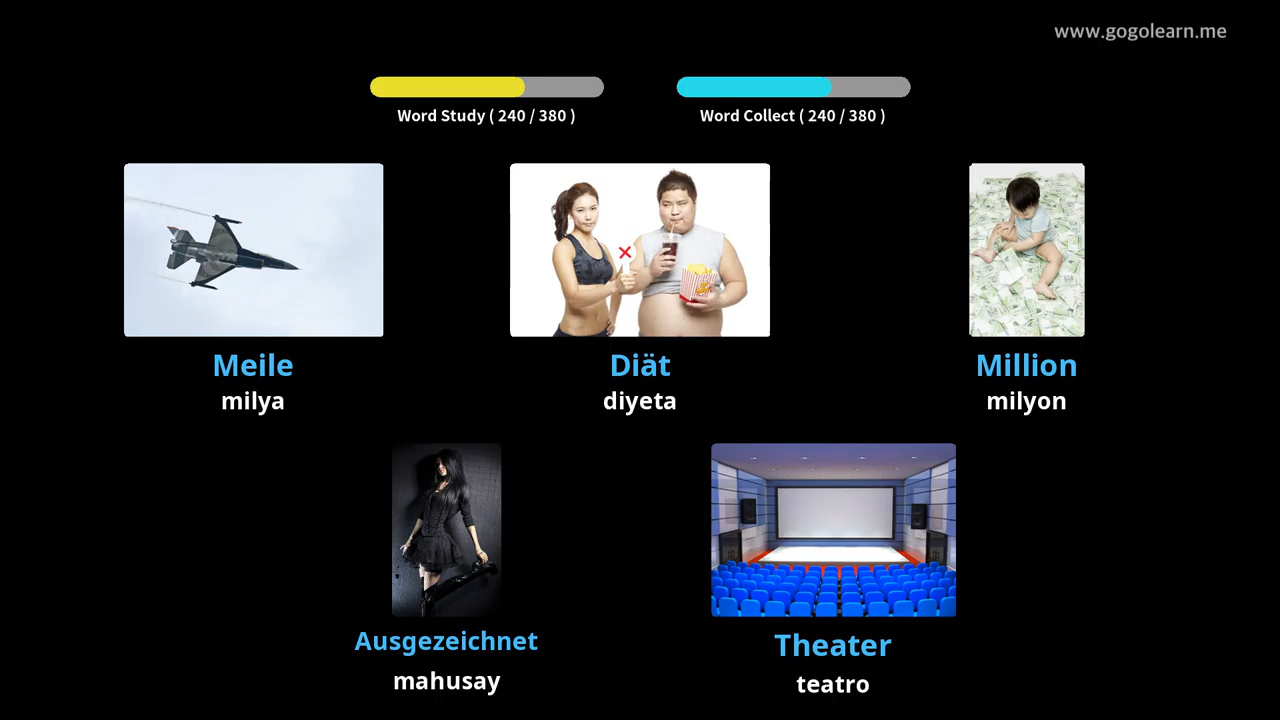 www.gogolearn.me
Word Study ( 240 / 380 )
Word Collect ( 240 / 380 )
Meile
milya
Diät
diyeta
Million
milyon
Ausgezeichnet
mahusay
Theater
teatro